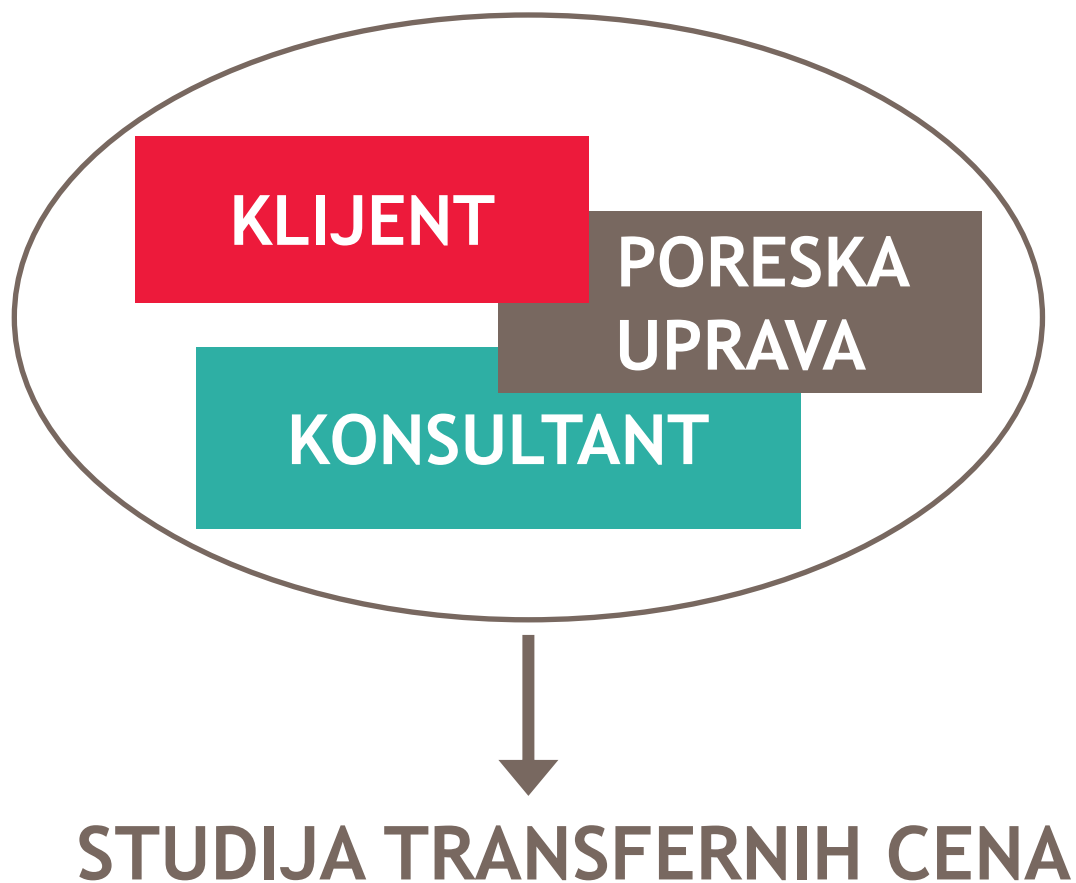 KLIJENT
PORESKA
UPRAVA
KONSULTANT
STUDIJA TRANSFERNIH CENA